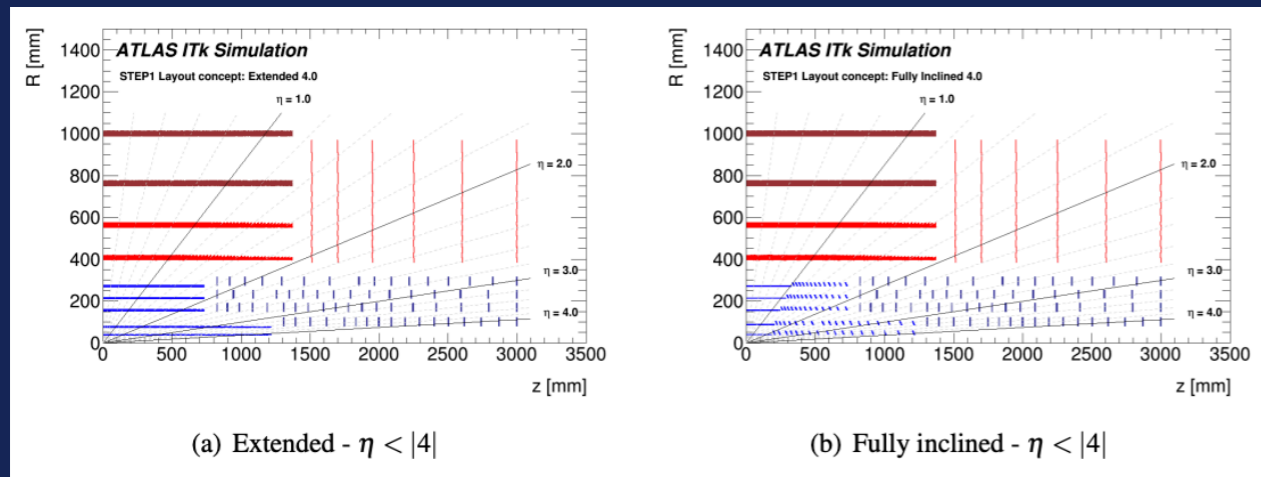 ATLAS ITk Simulation
STEP1 Layout concept: Extended 4.0
R [mm]
1400
1200
1000
800
600
400
200
0
η = 1.0
η = 2.0
η = 3.0
η = 4.0
0 500 1000 1500 2000 2500 3000 3500
z [mm]
(a) Extended - η < |4|
ATLAS ITk Simulation
STEP1 Layout concept: Fully Inclined 4.0
R [mm]
1400
1200
1000
800
600
400
200
0
η = 1.0
η = 2.0
η = 3.0
η = 4.0
0 500 1000 1500 2000 2500 3000 3500
z [mm]
(b) Fully inclined - η < |4|